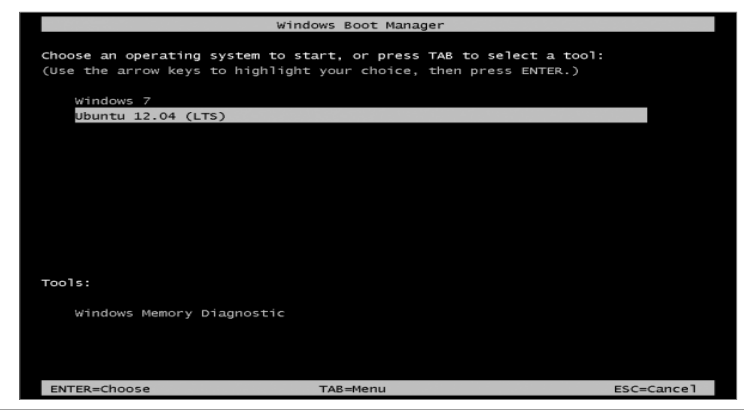 Windows Boot Manager
Choose an operating system to start, or press TAB to select a tool:
(Use the arrow keys to highlight your choice, then press ENTER.)
Windows 7
Ubuntu 12.04 (LTS)
Tools:
Windows Memory Diagnostic
ENTER=Choose TAB=Menu ESC=Cancel